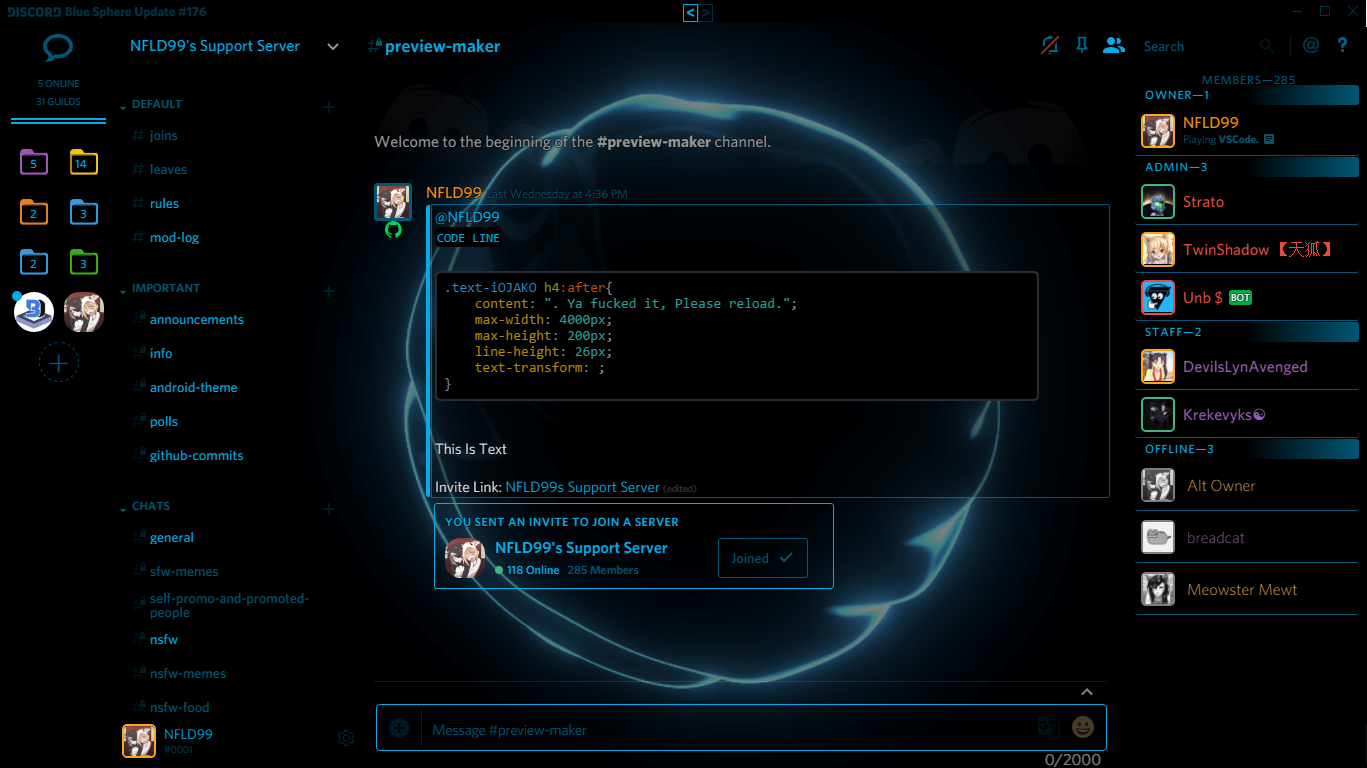 DISCORD Blue Sphere Update #176
< >
5 ONLINE
31 GUILDS
5
14
2
3
2
3
NFLD99's Support Server
DEFAULT
joins
leaves
rules
mod-log
IMPORTANT
announcements
info
android-theme
polls
github-commits
CHATS
general
sfw-memes
self-promo-and-promoted-
people
nsfw
nsfw-memes
nsfw-food
NFLD99
#0001
#preview-maker
Search
@ ?
Welcome to the beginning of the #preview-maker channel.
NFLD99 Last Wednesday at 4:36 PM
@NFLD99
CODE LINE
.text-iOJAKO h4:after{
content: ". Ya fucked it, Please reload.";
max-width: 4000px;
max-height: 200px;
line-height: 26px;
text-transform: ;
}
This Is Text
Invite Link: NFLD99s Support Server (edited)
YOU SENT AN INVITE TO JOIN A SERVER
NFLD99's Support Server
118 Online 285 Members
Joined
Message #preview-maker
0/2000
MEMBERS—285
OWNER—1
NFLD99
Playing VSCode.
ADMIN—3
Strato
TwinShadow 【天狐】
Unb $ BOT
STAFF—2
DevilsLynAvenged
Krekevyks☯
OFFLINE—3
Alt Owner
breadcat
Meowster Mewt